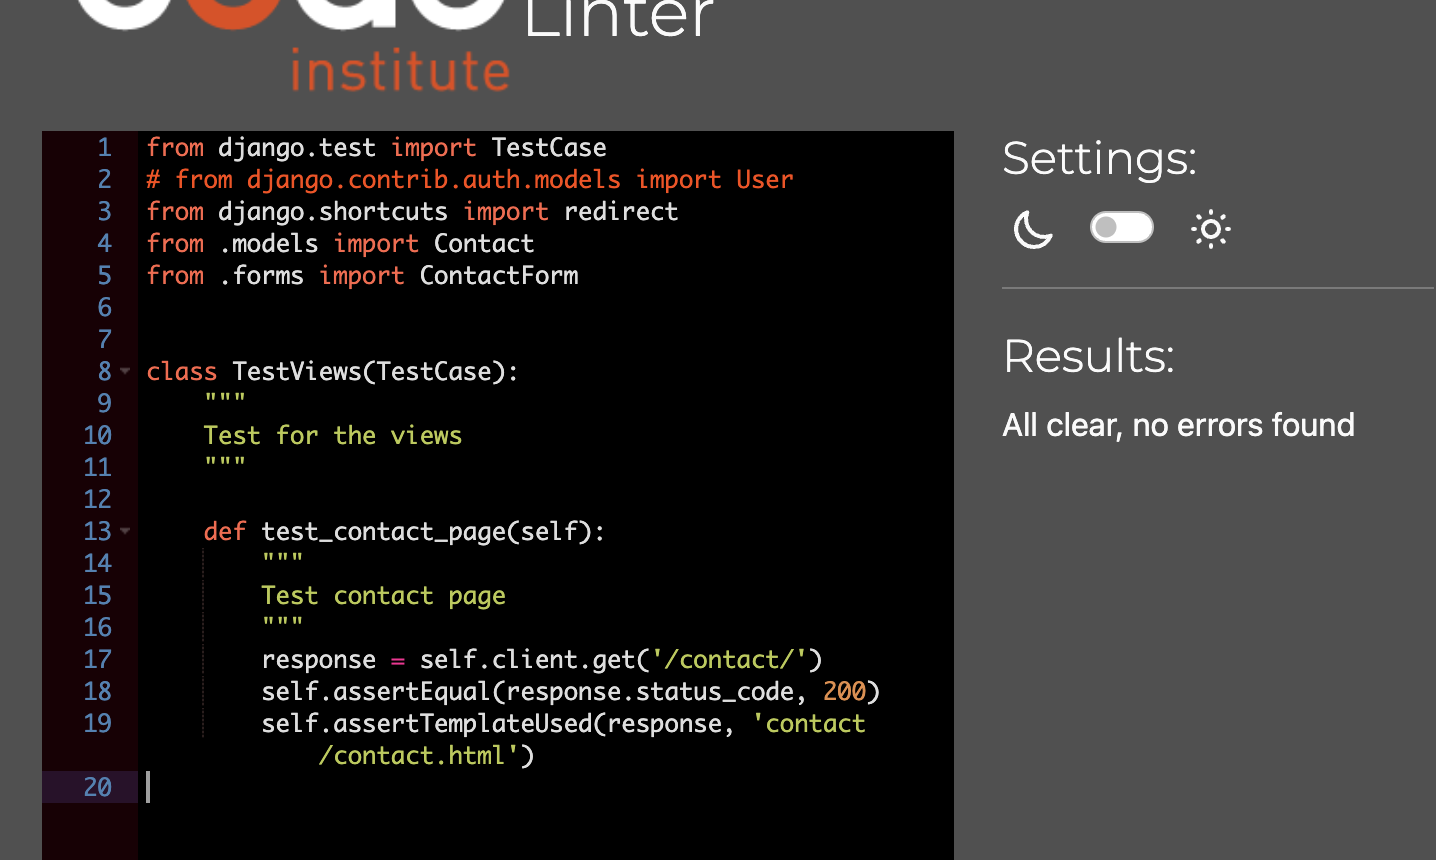 Linter
institute
Settings:
Results:
All clear, no errors found
1 from django.test import TestCase
2 # from django.contrib.auth.models import User
3 from django.shortcuts import redirect
4 from .models import Contact
5 from .forms import ContactForm
6
7
8 class TestViews(TestCase):
9     """
10     Test for the views
11     """
12
13     def test_contact_page(self):
14         """
15         Test contact page
16         """
17         response = self.client.get('/contact/')
18         self.assertEqual(response.status_code, 200)
19         self.assertTemplateUsed(response, 'contact
/contact.html')
20